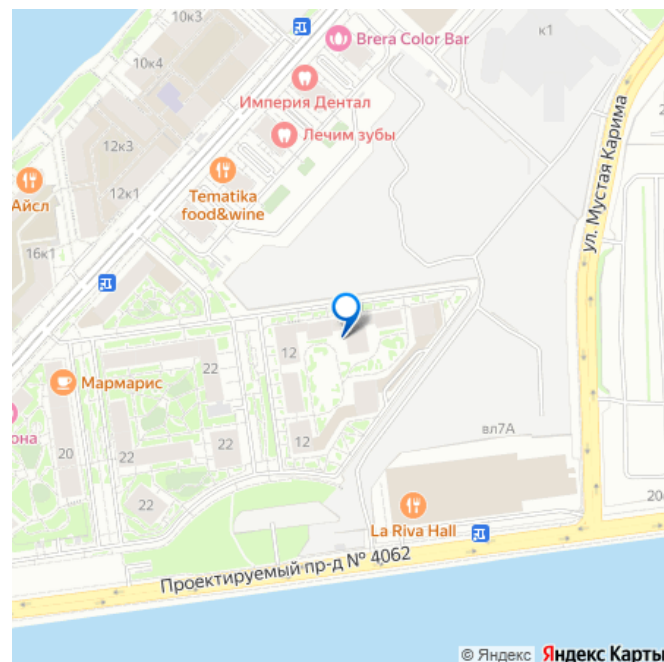 к1
10к3
Brera Color Bar
10к4
Империя Дентал
Лечим зубы
12к3
ул. Мустая Карима
12к1
Айсл
Tematika
food&wine
16к1
12
22
Мармарис
она
20
22
22
12
вл7А
22
La Riva Hall
Проектируемый пр-д № 4062
© Яндекс Яндекс Карты